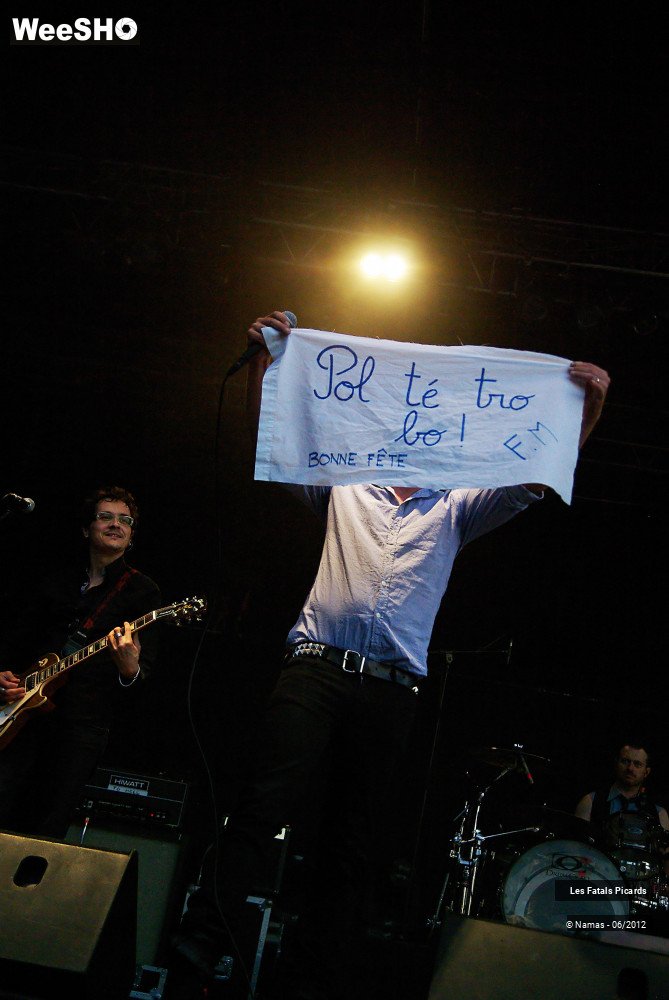 WeeSHO
Pol té tro
bo !
BONNE FÊTE
F.M
HIWATT
Les Fatals Picards
© Namas - 06/2012